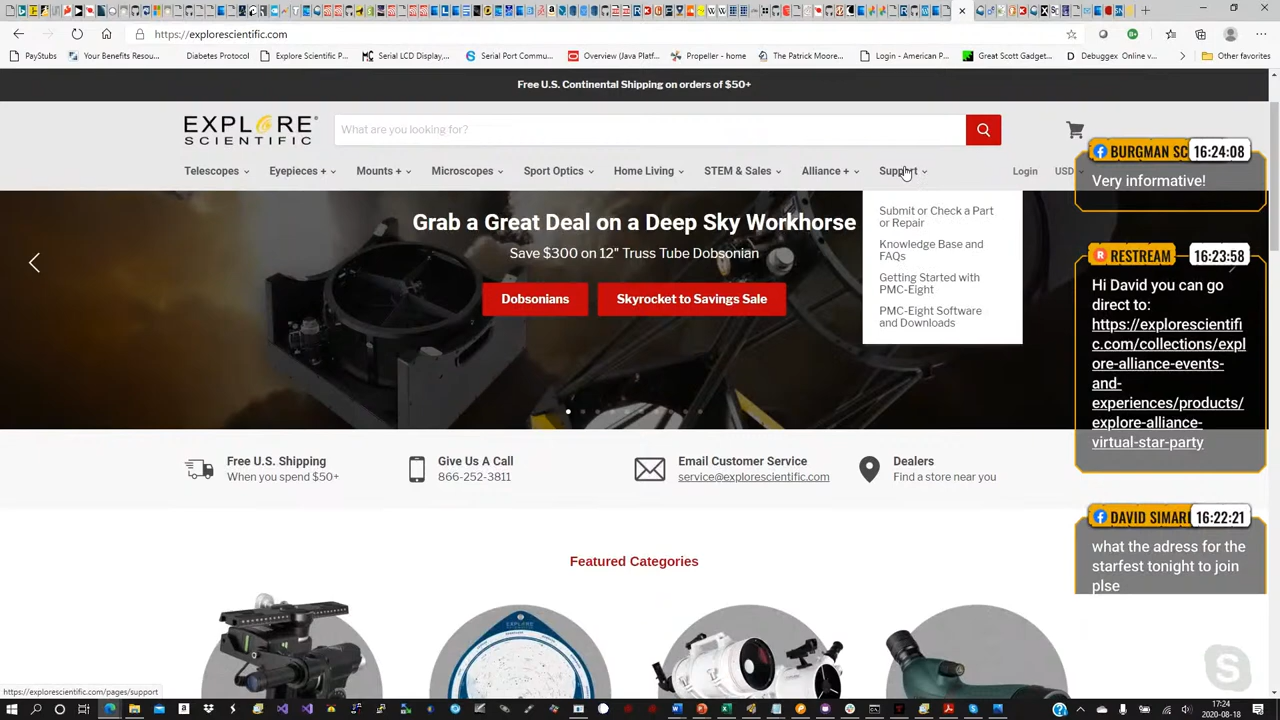 https://explorescientific.com
PayStubs
Your Benefits Resou...
Diabetes Protocol
Explore Scientific P...
Serial LCD Display,...
Serial Port Commu...
Overview (Java Platf...
Propeller - home
The Patrick Moore...
Login - American P...
Great Scott Gadget...
Debuggex: Online v...
Other favorites
Free U.S. Continental Shipping on orders of $50+
EXPLORE
SCIENTIFIC
What are you looking for?
Telescopes
Eyepieces +
Mounts +
Microscopes
Sport Optics
Home Living
STEM & Sales
Alliance +
Support
Login
USD
Submit or Check a Part
or Repair
Knowledge Base and
FAQs
Getting Started with
PMC-Eight
PMC-Eight Software
and Downloads
Grab a Great Deal on a Deep Sky Workhorse
Save $300 on 12" Truss Tube Dobsonian
Dobsonians
Skyrocket to Savings Sale
Free U.S. Shipping
When you spend $50+
Give Us A Call
866-252-3811
Email Customer Service
service@explorescientific.com
Dealers
Find a store near you
Featured Categories
BURGMAN SC
16:24:08
Very informative!
RESTREAM
16:23:58
Hi David you can go
direct to:
https://explorescientifi
c.com/collections/expl
ore-alliance-events-
and-
experiences/products/
explore-alliance-
virtual-star-party
DAVID SIMAR
16:22:21
what the adress for the
starfest tonight to join
plse
https://explorescientific.com/pages/support
17:24
2020-08-18